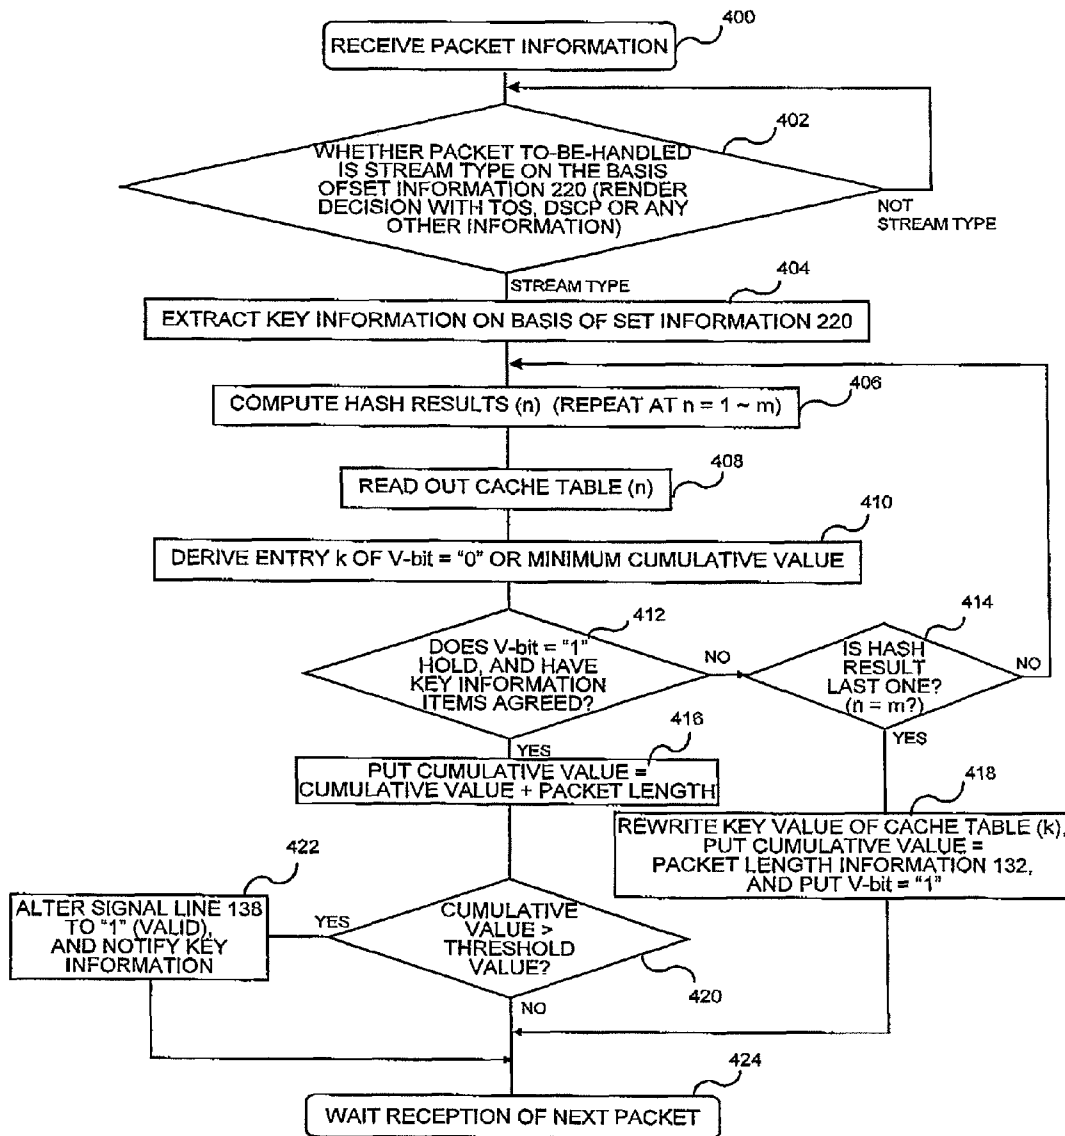 400
RECEIVE PACKET INFORMATION
402
WHETHER PACKET TO-BE-HANDLED
IS STREAM TYPE ON THE BASIS
OFSET INFORMATION 220 (RENDER
DECISION WITH TOS, DSCP OR ANY
OTHER INFORMATION)
NOT
STREAM TYPE
STREAM TYPE
404
EXTRACT KEY INFORMATION ON BASIS OF SET INFORMATION 220
406
COMPUTE HASH RESULTS (n) (REPEAT AT n = 1 ~ m)
408
READ OUT CACHE TABLE (n)
410
DERIVE ENTRY k OF V-bit = "0" OR MINIMUM CUMULATIVE VALUE
412
DOES V-bit = "1"
HOLD, AND HAVE
KEY INFORMATION
ITEMS AGREED?
NO
414
IS HASH
RESULT
LAST ONE?
(n = m?)
NO
YES
YES
416
PUT CUMULATIVE VALUE =
CUMULATIVE VALUE + PACKET LENGTH
418
REWRITE KEY VALUE OF CACHE TABLE (k),
PUT CUMULATIVE VALUE =
PACKET LENGTH INFORMATION 132,
AND PUT V-bit = "1"
422
ALTER SIGNAL LINE 138
TO "1" (VALID),
AND NOTIFY KEY
INFORMATION
YES
CUMULATIVE
VALUE >
THRESHOLD
VALUE?
420
NO
424
WAIT RECEPTION OF NEXT PACKET